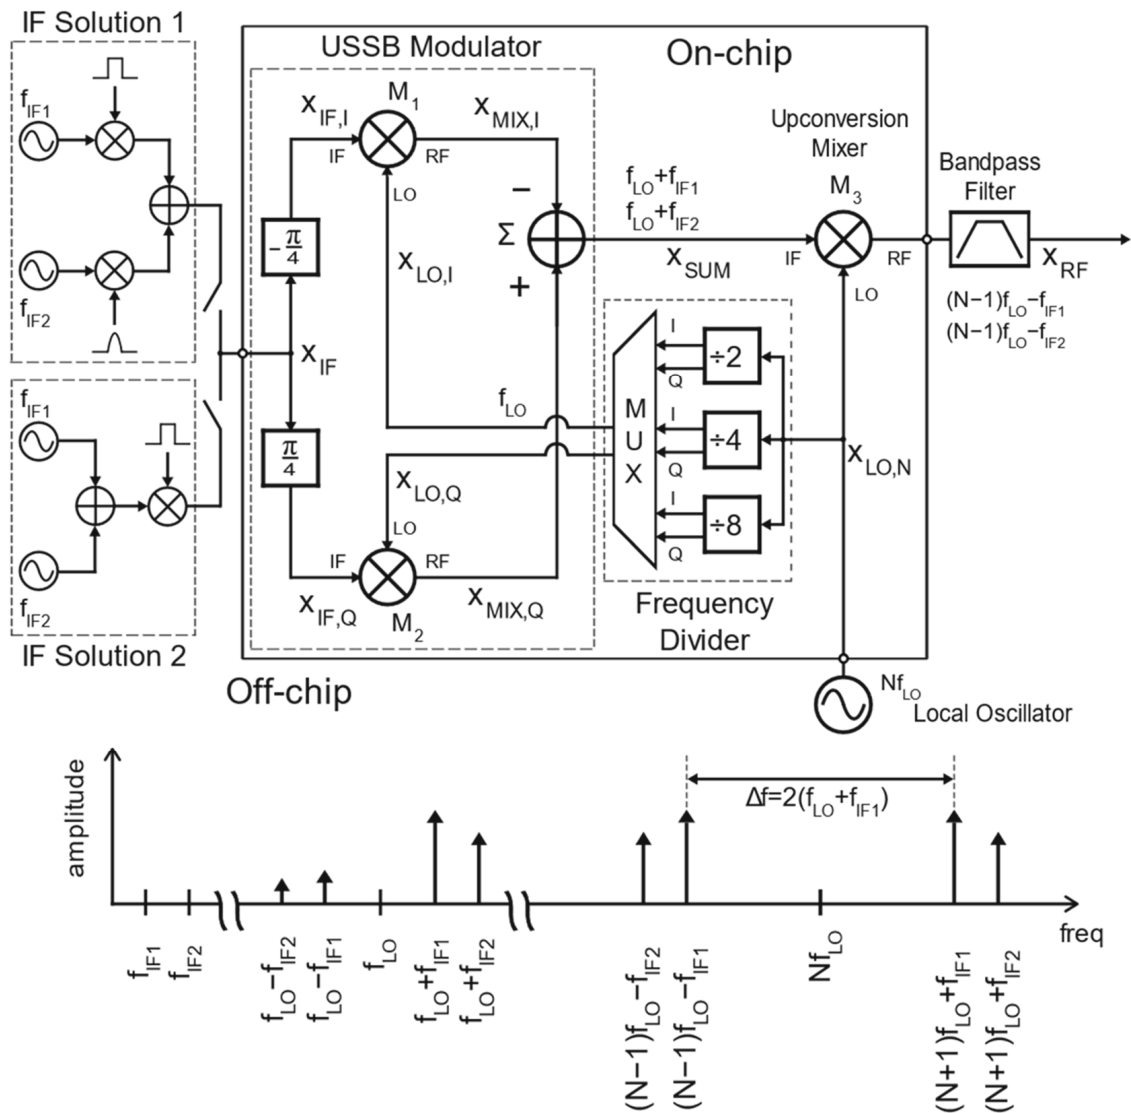 IF Solution 1
f_IF1
f_IF2
f_IF1
f_IF2
IF Solution 2
Off-chip
On-chip
USSB Modulator
M_1
x_IF,I
IF
RF
LO
x_MIX,I
−π/4
x_LO,I
x_IF
π/4
x_LO,Q
LO
IF
RF
x_IF,Q
M_2
x_MIX,Q
−
Σ
+
f_LO
f_LO+f_IF1
f_LO+f_IF2
x_SUM
Upconversion
Mixer
M_3
IF
RF
LO
Bandpass
Filter
x_RF
(N−1)f_LO−f_IF1
(N−1)f_LO−f_IF2
MUX
I
÷2
Q
I
÷4
Q
I
÷8
Q
x_LO,N
Frequency
Divider
Nf_LO
Local Oscillator
amplitude
Δf=2(f_LO+f_IF1)
freq
f_IF1
f_IF2
f_LO−f_IF2
f_LO−f_IF1
f_LO
f_LO+f_IF1
f_LO+f_IF2
(N−1)f_LO−f_IF2
(N−1)f_LO−f_IF1
Nf_LO
(N+1)f_LO+f_IF1
(N+1)f_LO+f_IF2